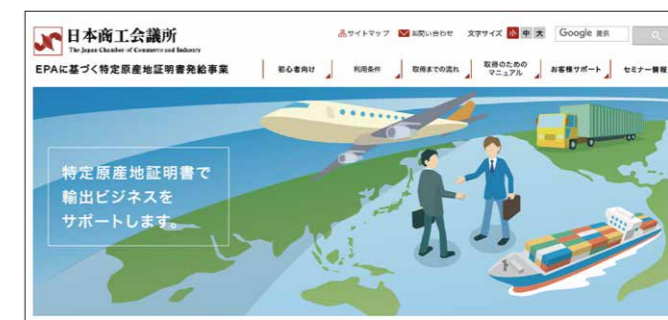 日本商工会議所
The Japan Chamber of Commerce and Industry
サイトマップ お問い合わせ 文字サイズ 小 中 大 Google 提供
EPAに基づく特定原産地証明書発給事業
初心者向け 利用条件 取得までの流れ 取得のための マニュアル お客様サポート セミナー情報
特定原産地証明書で
輸出ビジネスを
サポートします。